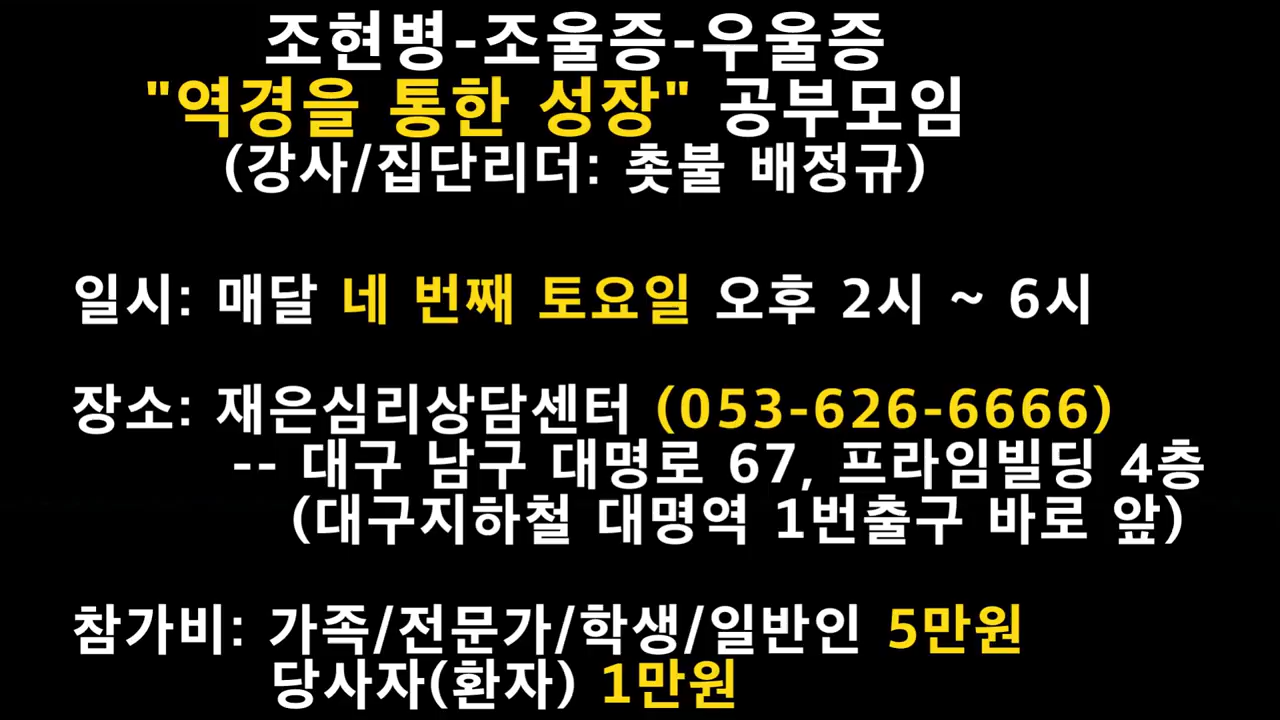 조현병-조울증-우울증
"역경을 통한 성장" 공부모임
(강사/집단리더: 촛불 배정규)
일시: 매달 네 번째 토요일 오후 2시 ~ 6시
장소: 재은심리상담센터 (053-626-6666)
-- 대구 남구 대명로 67, 프라임빌딩 4층
(대구지하철 대명역 1번출구 바로 앞)
참가비: 가족/전문가/학생/일반인 5만원
당사자(환자) 1만원